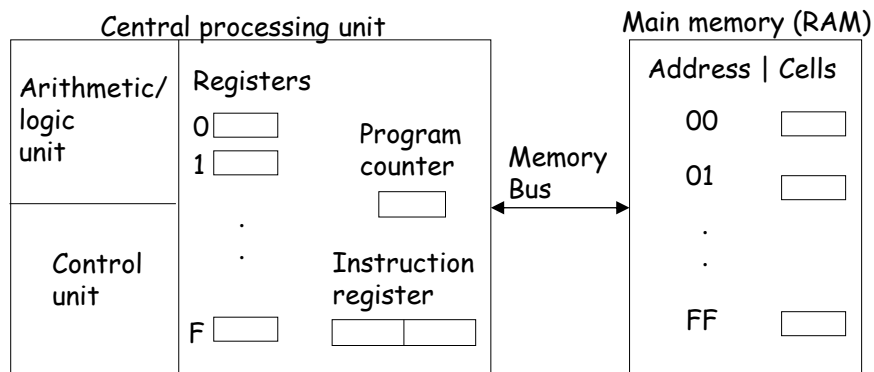 Central processing unit
Main memory (RAM)
Arithmetic/
logic
unit
Control
unit
Registers
0
1
.
.
F
Program
counter
Instruction
register
Memory
Bus
Address | Cells
00
01
.
.
FF